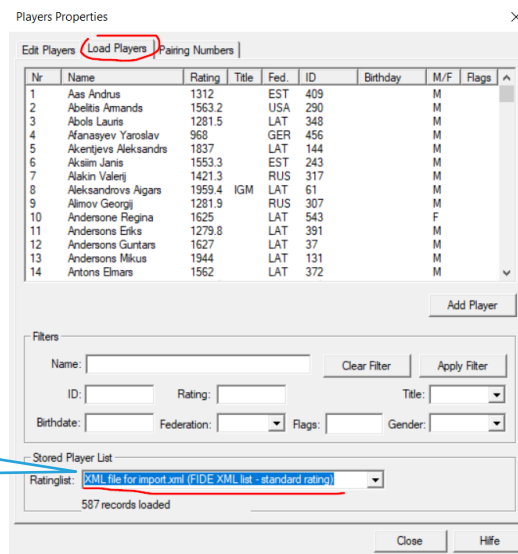 Players Properties
Edit Players Load Players Pairing Numbers
Nr Name Rating Title Fed. ID Birthday M/F Flags
1 Aas Andrus 1312 EST 409 M
2 Abelitis Armands 1563.2 USA 290 M
3 Abols Lauris 1281.5 LAT 348 M
4 Afanasyev Yaroslav 968 GER 456 M
5 Akentjevs Aleksandrs 1837 LAT 144 M
6 Aksiim Janis 1553.3 EST 243 M
7 Alakin Valerij 1421.3 RUS 317 M
8 Aleksandrovs Aigars 1959.4 IGM LAT 61 M
9 Alimov Georgij 1281.9 RUS 307 M
10 Andersone Regina 1625 LAT 543 F
11 Andersons Eriks 1279.8 LAT 391 M
12 Andersons Guntars 1627 LAT 37 M
13 Andersons Mikus 1944 LAT 131 M
14 Antons Elmars 1562 LAT 372 M
Add Player
Filters
Name: Clear Filter Apply Filter
ID: Rating: Title:
Birthdate: Federation: Flags: Gender:
Stored Player List
Ratinglist: XML file for import.xml (FIDE XML list - standard rating)
587 records loaded
Close Hilfe